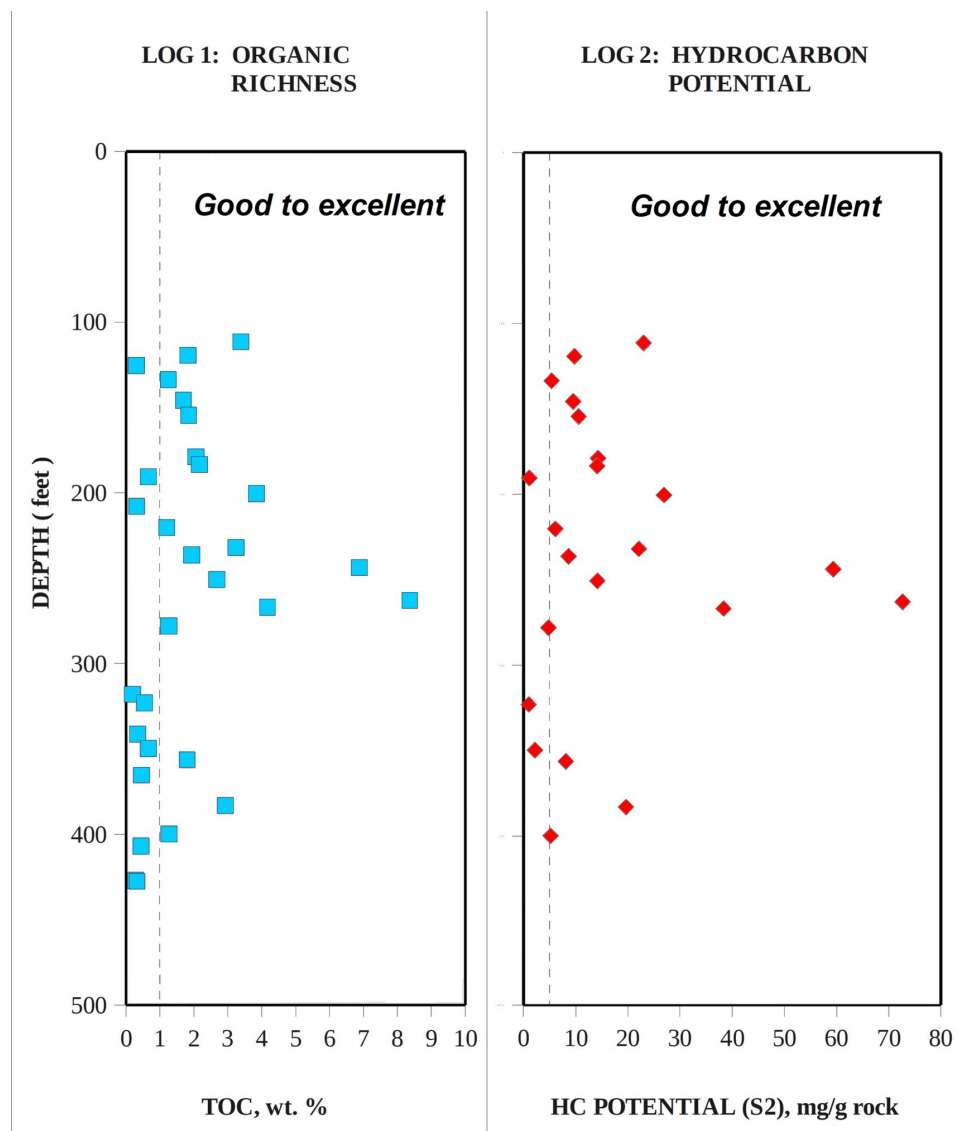 LOG 1: ORGANIC
RICHNESS
LOG 2: HYDROCARBON
POTENTIAL
Good to excellent
Good to excellent
DEPTH ( feet )
0
100
200
300
400
500
0 1 2 3 4 5 6 7 8 9 10
0 10 20 30 40 50 60 70 80
TOC, wt. %
HC POTENTIAL (S2), mg/g rock